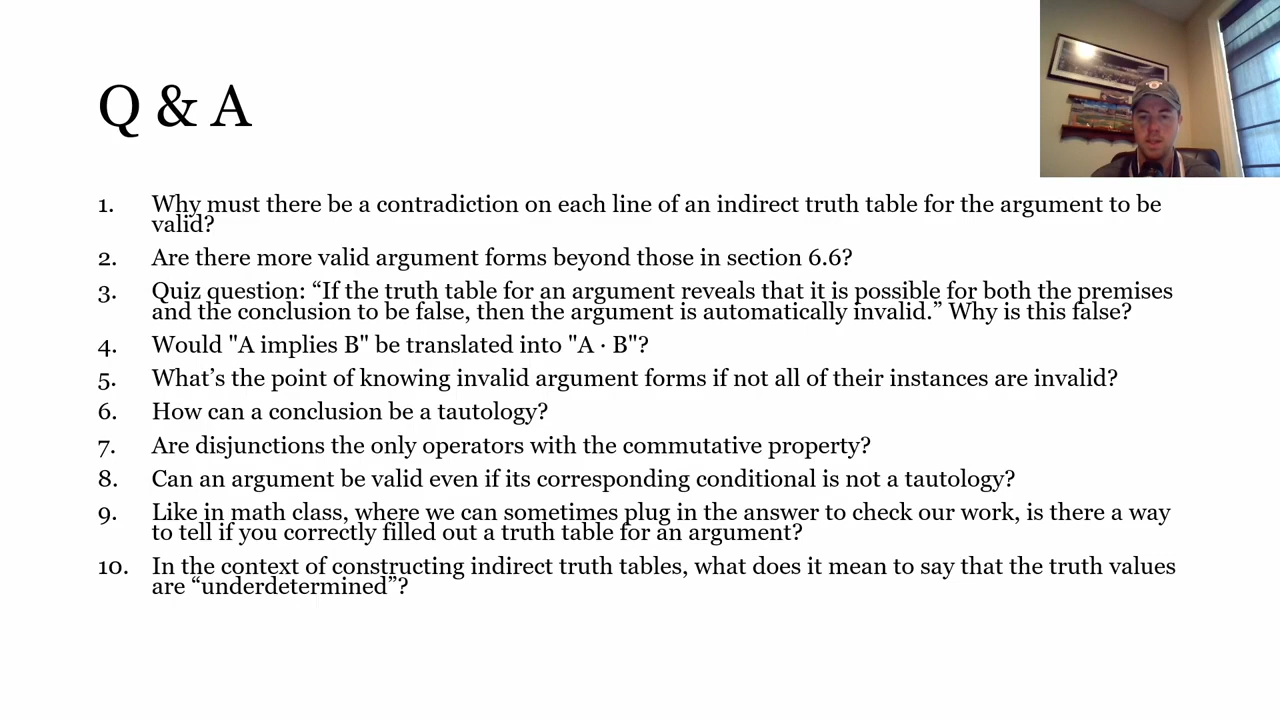 Q & A
1. Why must there be a contradiction on each line of an indirect truth table for the argument to be
valid?
2. Are there more valid argument forms beyond those in section 6.6?
3. Quiz question: “If the truth table for an argument reveals that it is possible for both the premises
and the conclusion to be false, then the argument is automatically invalid.” Why is this false?
4. Would "A implies B" be translated into "A · B"?
5. What’s the point of knowing invalid argument forms if not all of their instances are invalid?
6. How can a conclusion be a tautology?
7. Are disjunctions the only operators with the commutative property?
8. Can an argument be valid even if its corresponding conditional is not a tautology?
9. Like in math class, where we can sometimes plug in the answer to check our work, is there a way
to tell if you correctly filled out a truth table for an argument?
10. In the context of constructing indirect truth tables, what does it mean to say that the truth values
are “underdetermined”?